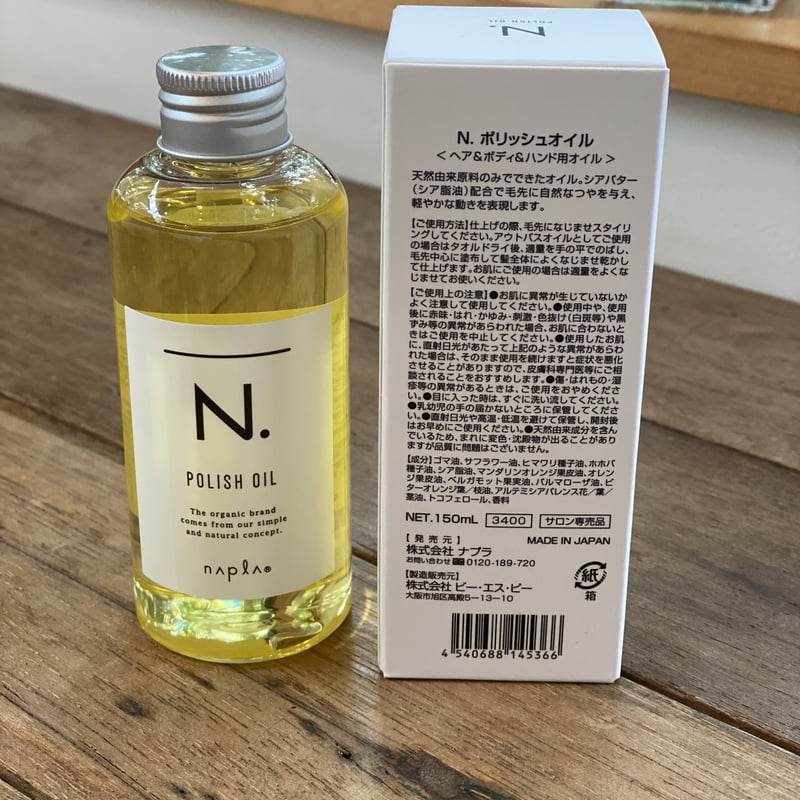 N.
POLISH OIL
The organic brand
comes from our simple
and natural concept.
napla®
N.
POLISH OIL
N. ポリッシュオイル
＜ヘア&ボディ&ハンド用オイル＞
天然由来原料のみでできたオイル。シアバター
（シア脂油）配合で毛先に自然なつやを与え、
軽やかな動きを表現します。
【ご使用方法】仕上げの際、毛先になじませスタイリ
ングしてください。アウトバスオイルとしてご使用
の場合はタオルドライ後、適量を手の平でのばし、
毛先中心に塗布して髪全体によくなじませ乾かし
て仕上げます。お肌にご使用の場合は適量をよくな
じませてお使いください。
【ご使用上の注意】●お肌に異常が生じていないか
よく注意して使用してください。●使用中や、使用
後に赤味・はれ・かゆみ・刺激・色抜け（白斑等）や黒
ずみ等の異常があらわれた場合、お肌に合わないと
きはご使用を中止してください。●使用したお肌
に、直射日光があたって上記のような異常があらわ
れた場合は、そのまま使用を続けますと症状を悪化
させることがありますので、皮膚科専門医等にご相
談されることをおすすめします。●傷・はれもの・湿
疹等の異常があるときは、ご使用をおやめください。
●目に入った時は、すぐに洗い流してください。
●乳幼児の手の届かないところに保管してくださ
い。●直射日光や高温・低温を避けて保管し、開封後
はお早めにご使用ください。●天然由来成分を含ん
でいるため、まれに変色・沈殿物が出ることがあり
ますが品質に問題はございません。
【成分】ゴマ油、サフラワー油、ヒマワリ種子油、ホホバ
種子油、シア脂油、マンダリンオレンジ果皮油、オレン
ジ果皮油、ベルガモット果実油、パルマローザ油、ビ
ターオレンジ葉／枝油、アルテミシアパレンス花／葉／
茎油、トコフェロール、香料
NET.150mL 3400 サロン専売品
【発売元】 MADE IN JAPAN
株式会社 ナプラ
お問い合わせ 0120-189-720
【製造販売元】
株式会社 ビー・エス・ピー
大阪市旭区高殿5－13－10
紙
箱
4 540688 145366